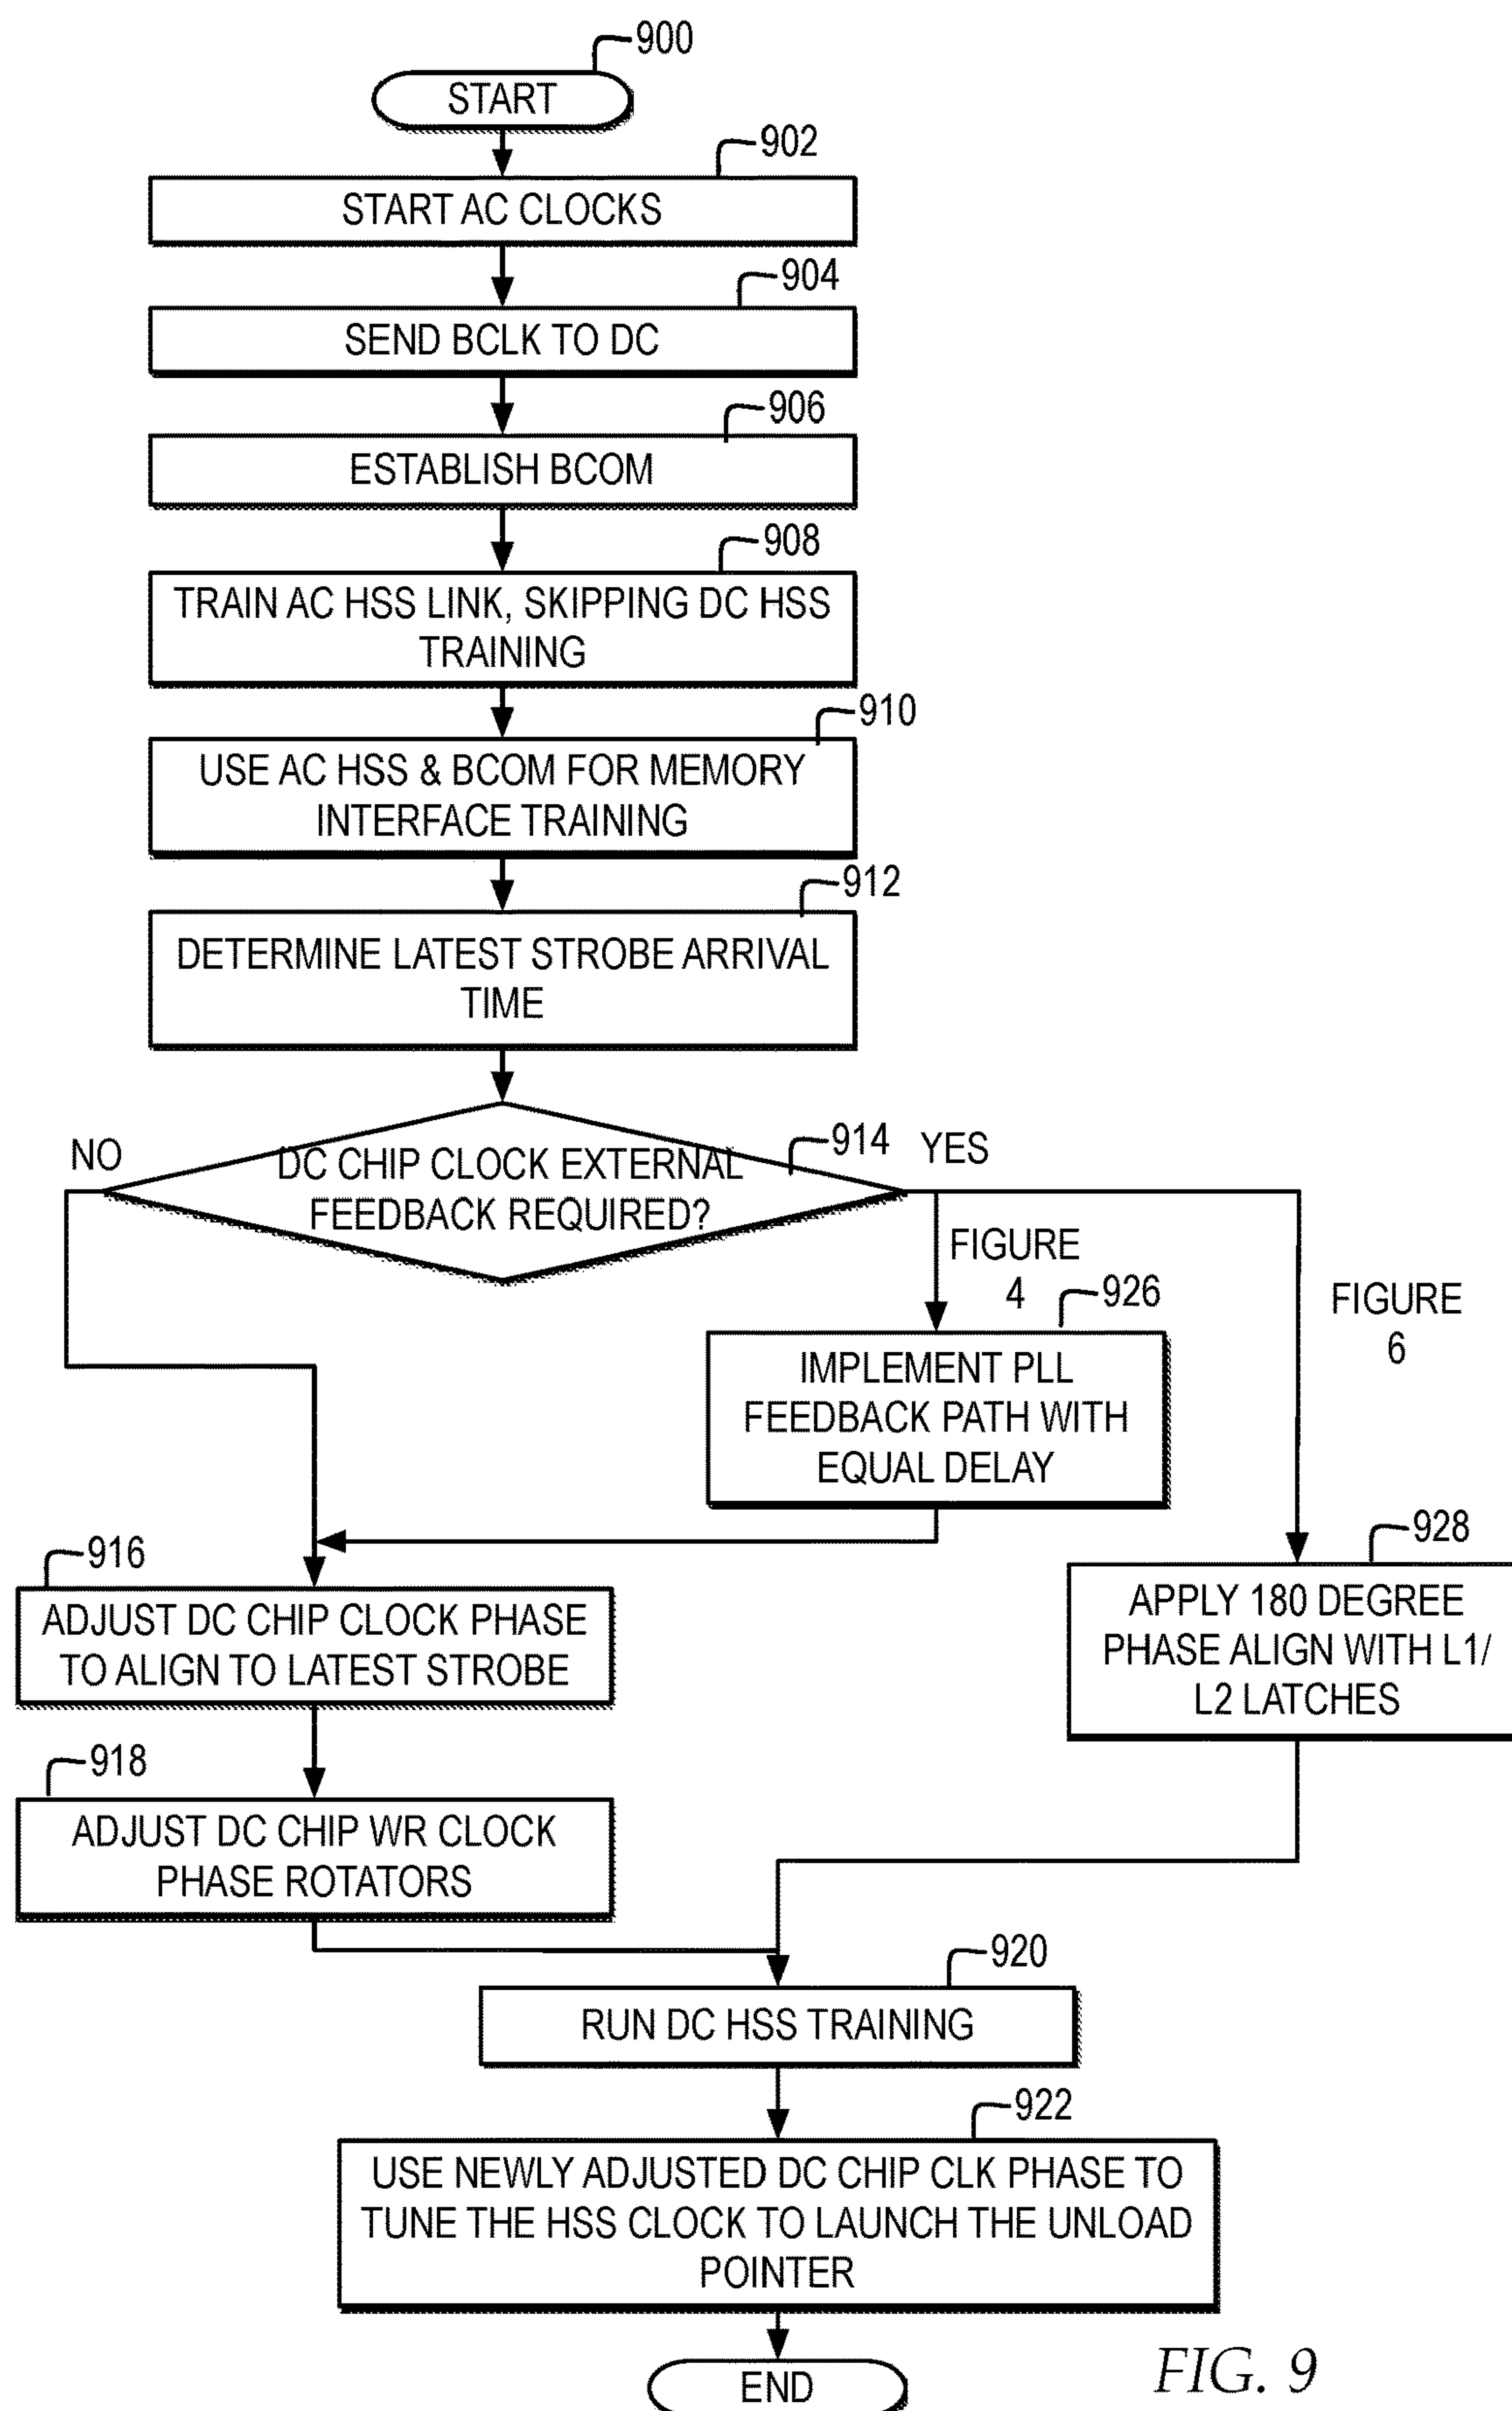 900
START
902
START AC CLOCKS
904
SEND BCLK TO DC
906
ESTABLISH BCOM
908
TRAIN AC HSS LINK, SKIPPING DC HSS
TRAINING
910
USE AC HSS & BCOM FOR MEMORY
INTERFACE TRAINING
912
DETERMINE LATEST STROBE ARRIVAL
TIME
NO
DC CHIP CLOCK EXTERNAL
FEEDBACK REQUIRED?
914
YES
FIGURE
4
926
IMPLEMENT PLL
FEEDBACK PATH WITH
EQUAL DELAY
FIGURE
6
928
APPLY 180 DEGREE
PHASE ALIGN WITH L1/
L2 LATCHES
916
ADJUST DC CHIP CLOCK PHASE
TO ALIGN TO LATEST STROBE
918
ADJUST DC CHIP WR CLOCK
PHASE ROTATORS
920
RUN DC HSS TRAINING
922
USE NEWLY ADJUSTED DC CHIP CLK PHASE TO
TUNE THE HSS CLOCK TO LAUNCH THE UNLOAD
POINTER
END
FIG. 9